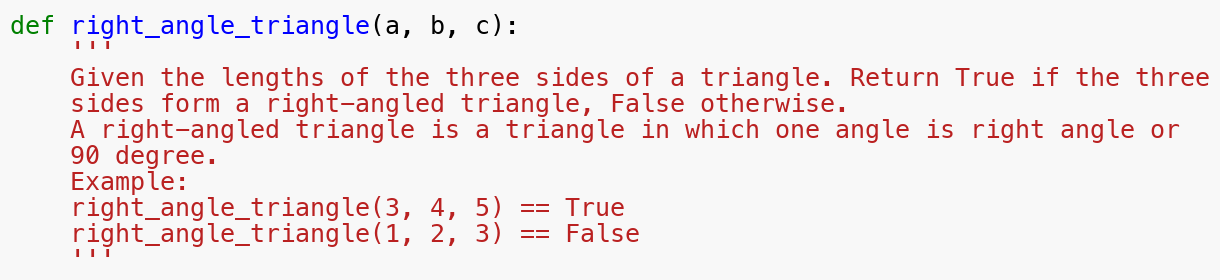 def right_angle_triangle(a, b, c):
    '''
    Given the lengths of the three sides of a triangle. Return True if the three
    sides form a right-angled triangle, False otherwise.
    A right-angled triangle is a triangle in which one angle is right angle or
    90 degree.
    Example:
    right_angle_triangle(3, 4, 5) == True
    right_angle_triangle(1, 2, 3) == False
    '''